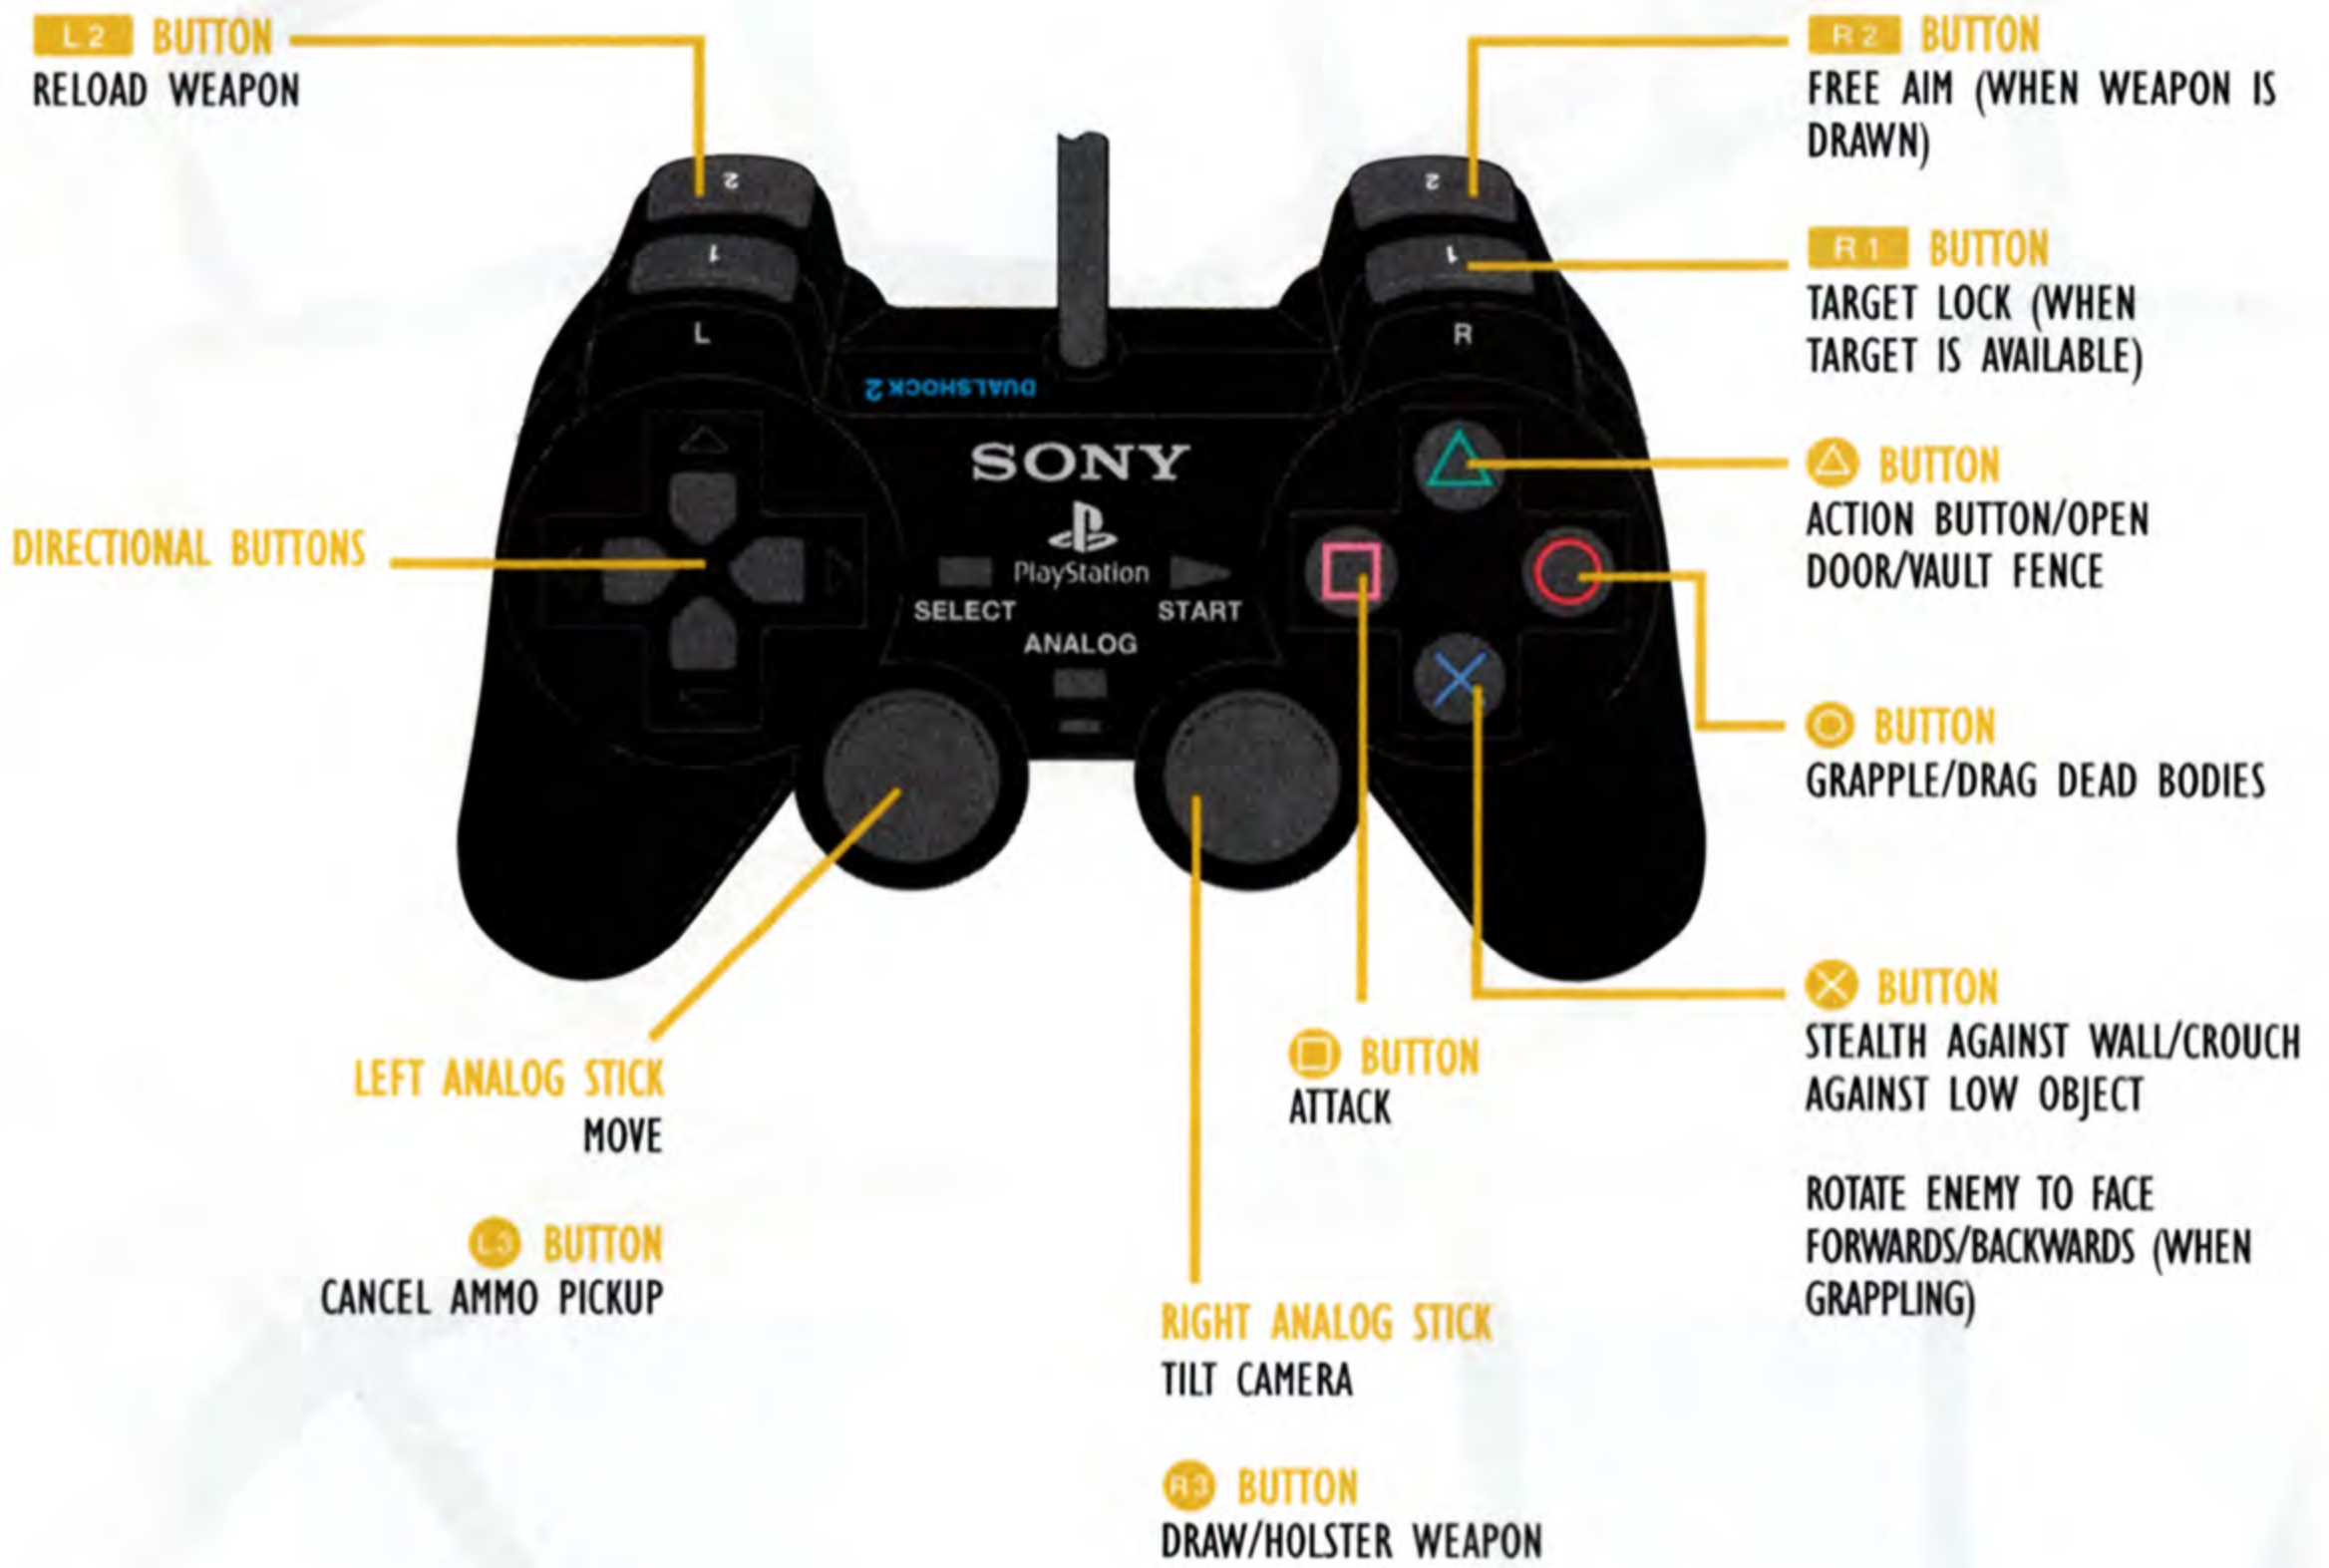 L2 BUTTON
RELOAD WEAPON
R2 BUTTON
FREE AIM (WHEN WEAPON IS
DRAWN)
R1 BUTTON
TARGET LOCK (WHEN
TARGET IS AVAILABLE)
2
1
L
2
1
R
DUALSHOCK 2
SONY
PlayStation
SELECT
START
ANALOG
DIRECTIONAL BUTTONS
BUTTON
ACTION BUTTON/OPEN
DOOR/VAULT FENCE
BUTTON
GRAPPLE/DRAG DEAD BODIES
BUTTON
STEALTH AGAINST WALL/CROUCH
AGAINST LOW OBJECT
ROTATE ENEMY TO FACE
FORWARDS/BACKWARDS (WHEN
GRAPPLING)
BUTTON
ATTACK
LEFT ANALOG STICK
MOVE
L3 BUTTON
CANCEL AMMO PICKUP
RIGHT ANALOG STICK
TILT CAMERA
R3 BUTTON
DRAW/HOLSTER WEAPON